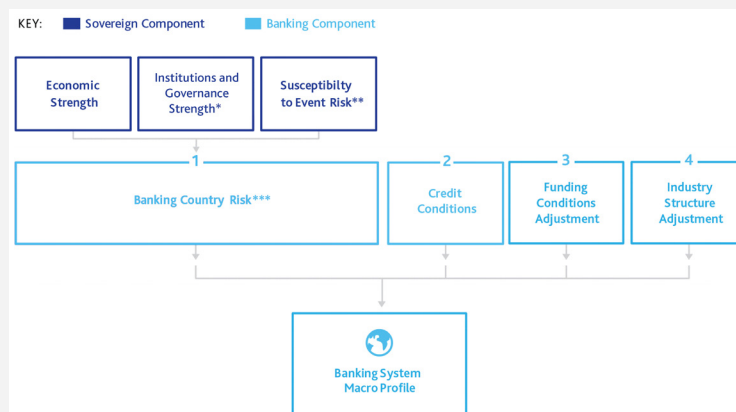 KEY:
Sovereign Component
Banking Component
Economic
Strength
Institutions and
Governance
Strength*
Susceptibilty
to Event Risk**
1
Banking Country Risk***
2
Credit
Conditions
3
Funding
Conditions
Adjustment
4
Industry
Structure
Adjustment
Banking System
Macro Profile